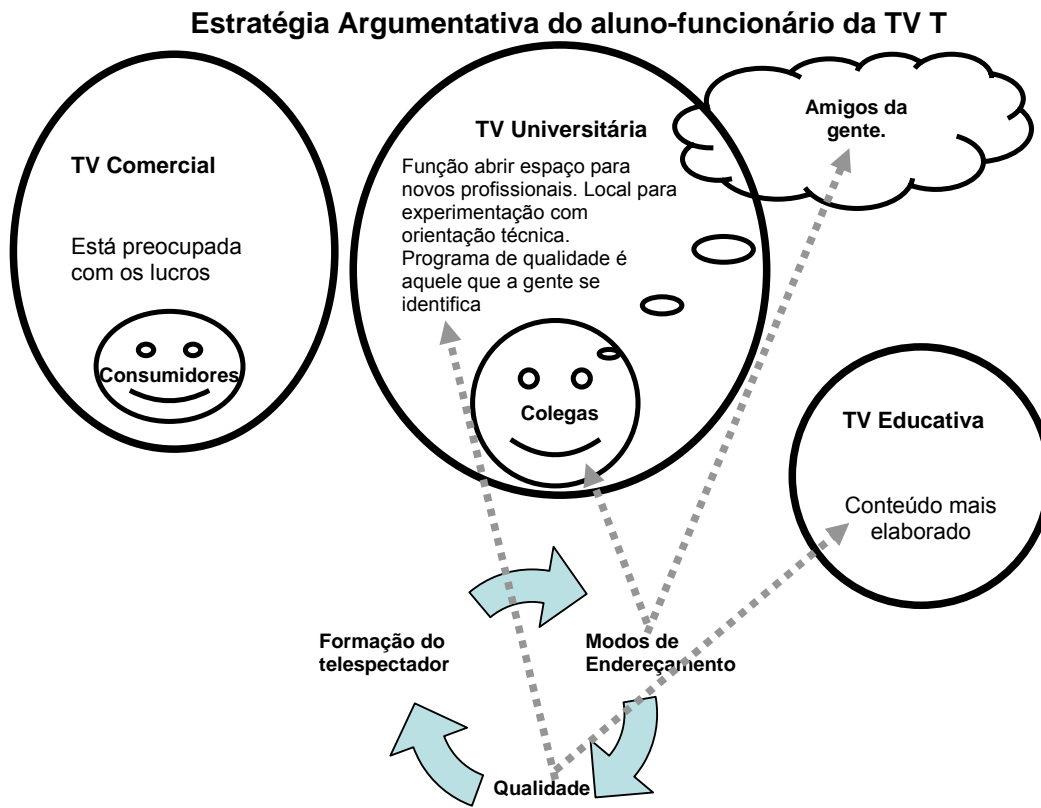 Estratégia Argumentativa do aluno-funcionário da TV T
TV Comercial
Está preocupada
com os lucros
Consumidores
TV Universitária
Função abrir espaço para
novos profissionais. Local para
experimentação com
orientação técnica.
Programa de qualidade é
aquele que a gente se
identifica
Colegas
Amigos da
gente.
TV Educativa
Conteúdo mais
elaborado
Formação do
telespectador
Modos de
Endereçamento
Qualidade